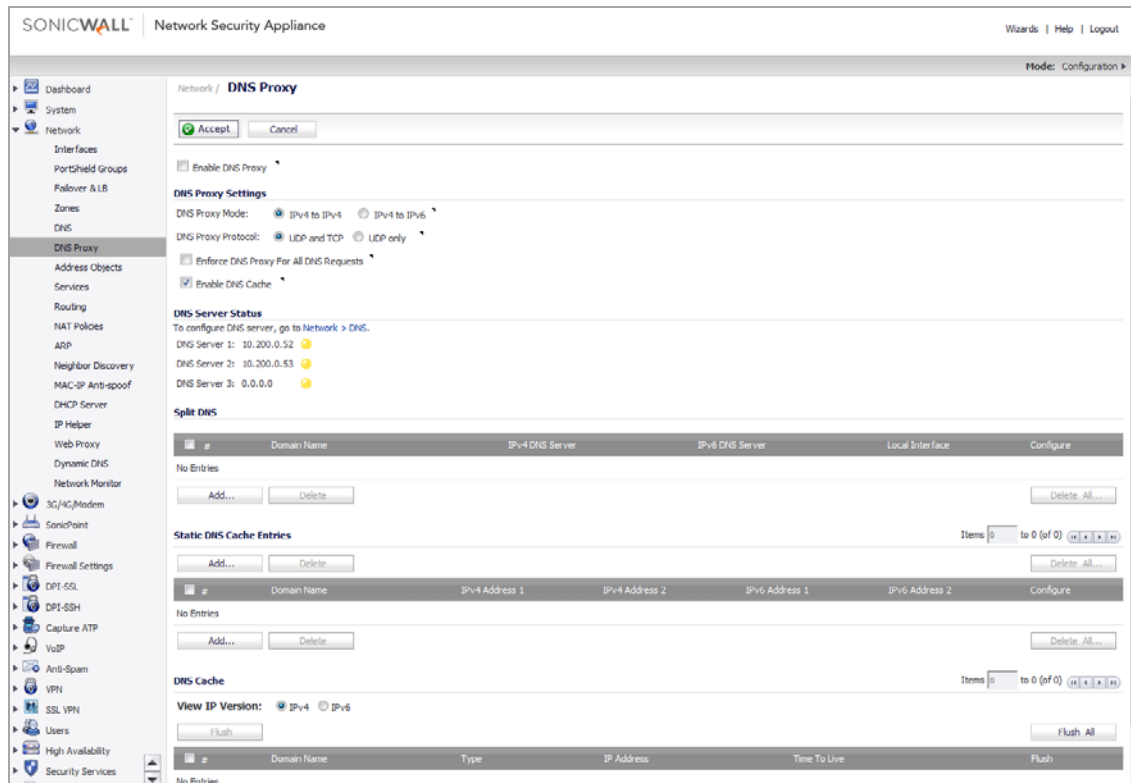 SONICWALL Network Security Appliance
Wizards | Help | Logout
Mode: Configuration
Dashboard
System
Network
Interfaces
PortShield Groups
Failover & LB
Zones
DNS
DNS Proxy
Address Objects
Services
Routing
NAT Policies
ARP
Neighbor Discovery
MAC-IP Anti-spoof
DHCP Server
IP Helper
Web Proxy
Dynamic DNS
Network Monitor
3G/4G/Modem
SonicPoint
Firewall
Firewall Settings
DPI-SSL
DPI-SSH
Capture ATP
VoIP
Anti-Spam
VPN
SSL VPN
Users
High Availability
Security Services
Network / DNS Proxy
Accept Cancel
Enable DNS Proxy
DNS Proxy Settings
DNS Proxy Mode: IPv4 to IPv4 IPv4 to IPv6
DNS Proxy Protocol: UDP and TCP UDP only
Enforce DNS Proxy For All DNS Requests
Enable DNS Cache
DNS Server Status
To configure DNS server, go to Network > DNS.
DNS Server 1: 10.200.0.52
DNS Server 2: 10.200.0.53
DNS Server 3: 0.0.0.0
Split DNS
# Domain Name IPv4 DNS Server IPv6 DNS Server Local Interface Configure
No Entries
Add... Delete Delete All...
Static DNS Cache Entries Items 0 to 0 (of 0)
Add... Delete Delete All...
# Domain Name IPv4 Address 1 IPv4 Address 2 IPv6 Address 1 IPv6 Address 2 Configure
No Entries
Add... Delete Delete All...
DNS Cache Items 0 to 0 (of 0)
View IP Version: IPv4 IPv6
Flush Flush All
# Domain Name Type IP Address Time To Live Flush
No Entries